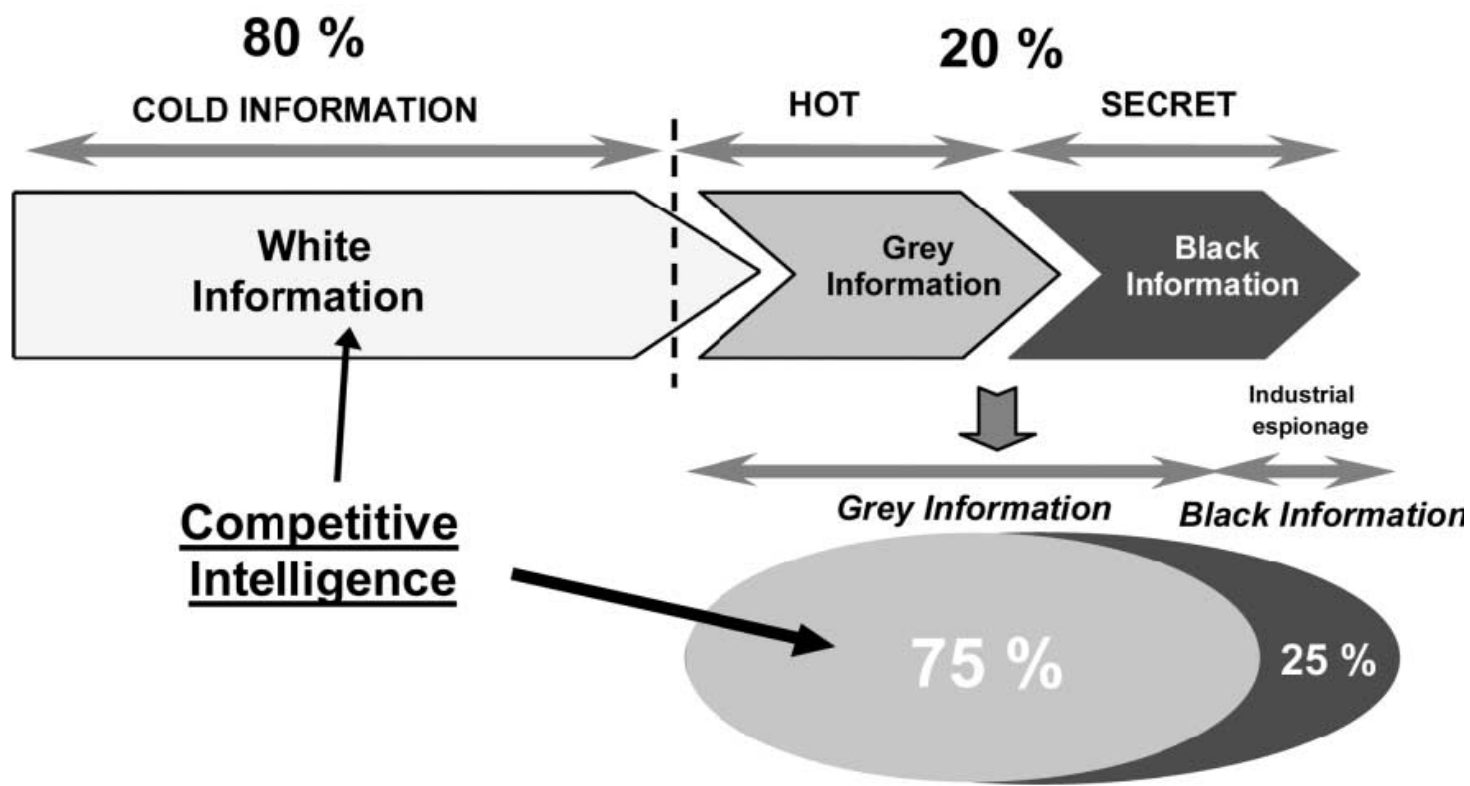 80 %
20 %
COLD INFORMATION
HOT
SECRET
White
Information
Grey
Information
Black
Information
Industrial
espionage
Competitive
Intelligence
Grey Information
Black Information
75 %
25 %